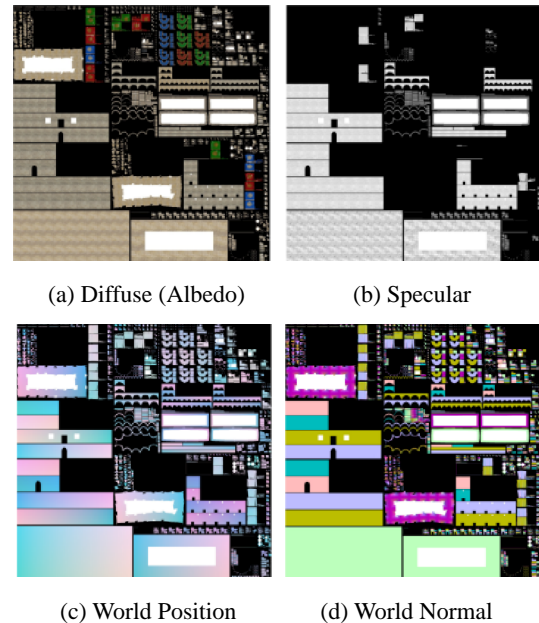 (a) Diffuse (Albedo)
(b) Specular
(c) World Position
(d) World Normal